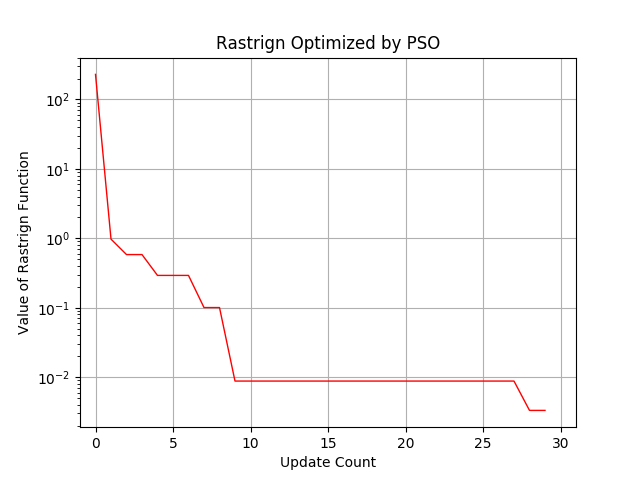 Rastrign Optimized by PSO
Value of Rastrign Function
10²
10¹
10⁰
10⁻¹
10⁻²
0 5 10 15 20 25 30
Update Count